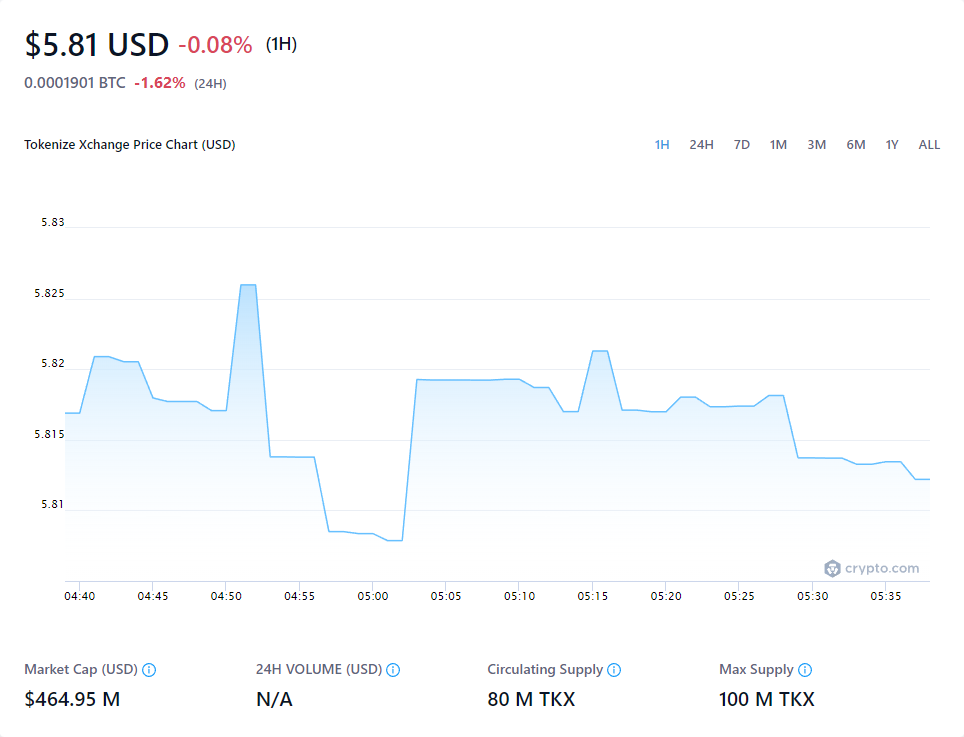 $5.81 USD -0.08% (1H)
0.0001901 BTC -1.62% (24H)
Tokenize Xchange Price Chart (USD)
1H 24H 7D 1M 3M 6M 1Y ALL
5.83
5.825
5.82
5.815
5.81
crypto.com
04:40 04:45 04:50 04:55 05:00 05:05 05:10 05:15 05:20 05:25 05:30 05:35
Market Cap (USD) 24H VOLUME (USD) Circulating Supply Max Supply
$464.95 M N/A 80 M TKX 100 M TKX